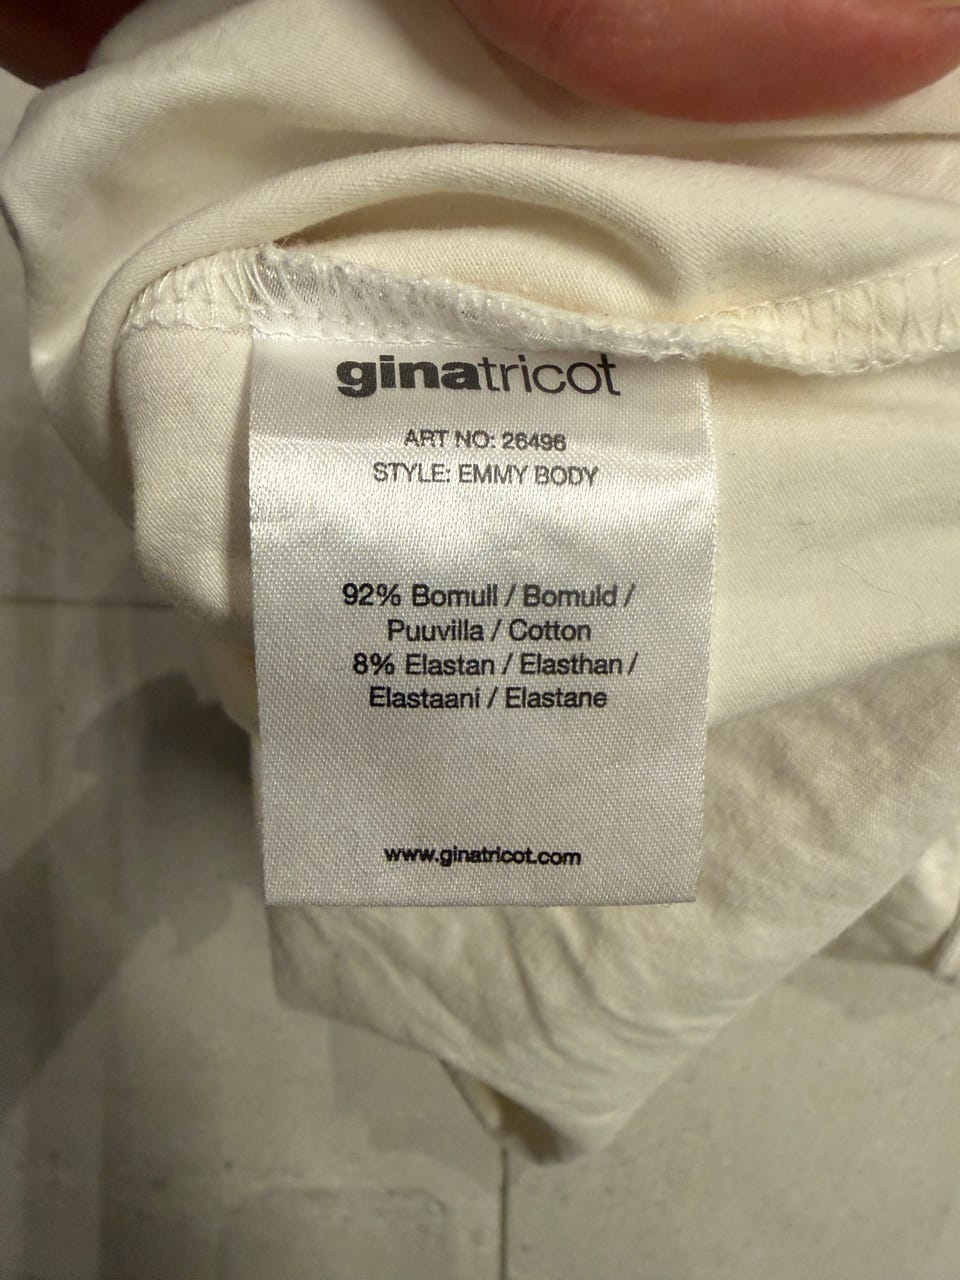 ginatricot
ART NO: 26496
STYLE: EMMY BODY
92% Bomull / Bomuld /
Puuvilla / Cotton
8% Elastan / Elasthan /
Elastaani / Elastane
www.ginatricot.com